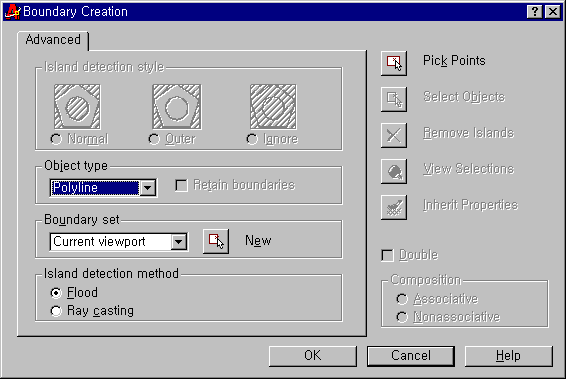 Boundary Creation
Advanced
Island detection style
Normal
Outer
Ignore
Object type
Polyline
Retain boundaries
Boundary set
Current viewport
New
Island detection method
Flood
Ray casting
Pick Points
Select Objects
Remove Islands
View Selections
Inherit Properties
Double
Composition
Associative
Nonassociative
OK
Cancel
Help